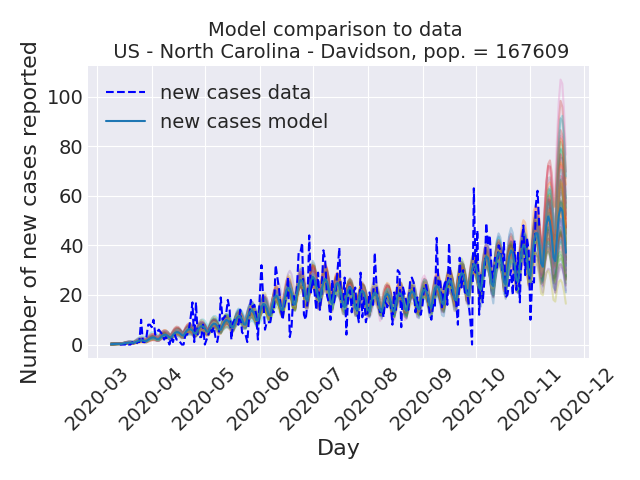 Model comparison to data
US - North Carolina - Davidson, pop. = 167609
Number of new cases reported
100
80
60
40
20
0
new cases data
new cases model
2020-03
2020-04
2020-05
2020-06
2020-07
2020-08
2020-09
2020-10
2020-11
2020-12
Day